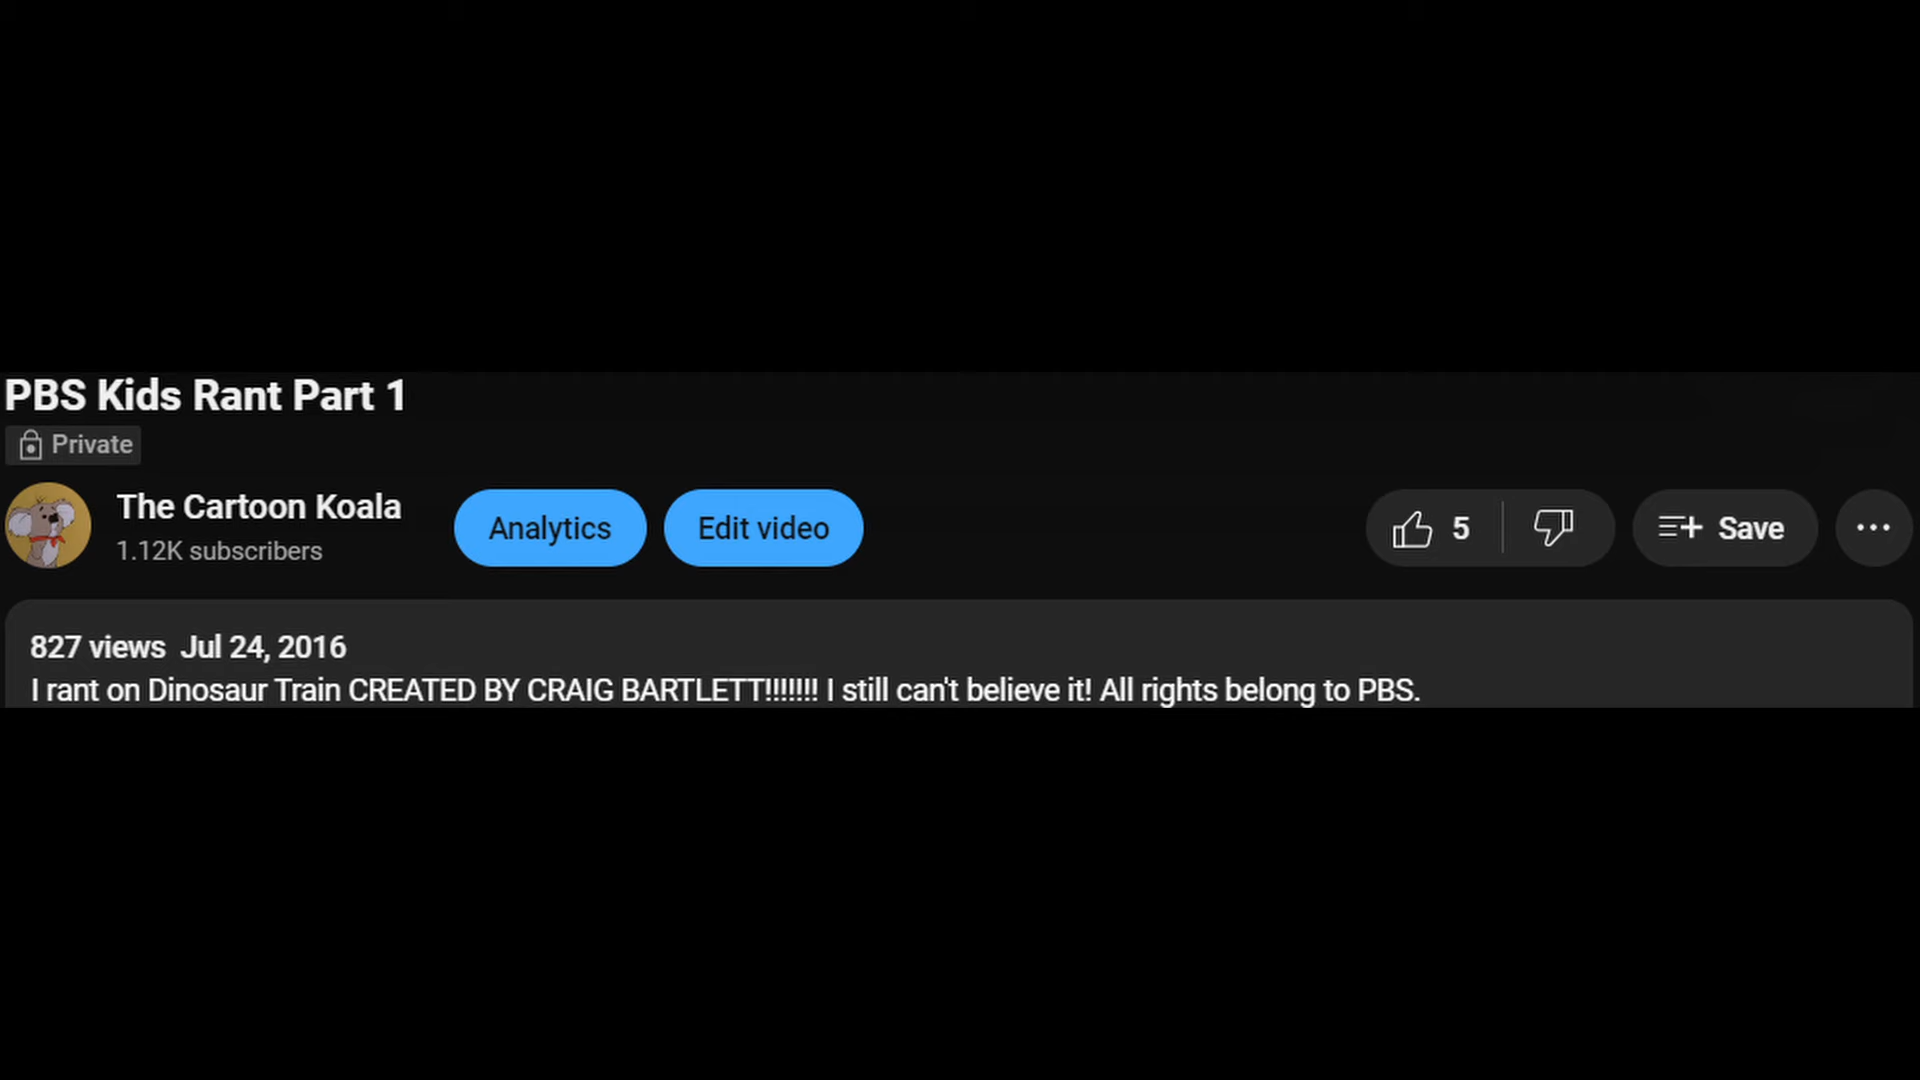 PBS Kids Rant Part 1
Private
The Cartoon Koala
1.12K subscribers
Analytics
Edit video
5
Save
827 views Jul 24, 2016
I rant on Dinosaur Train CREATED BY CRAIG BARTLETT!!!!!!! I still can't believe it! All rights belong to PBS.